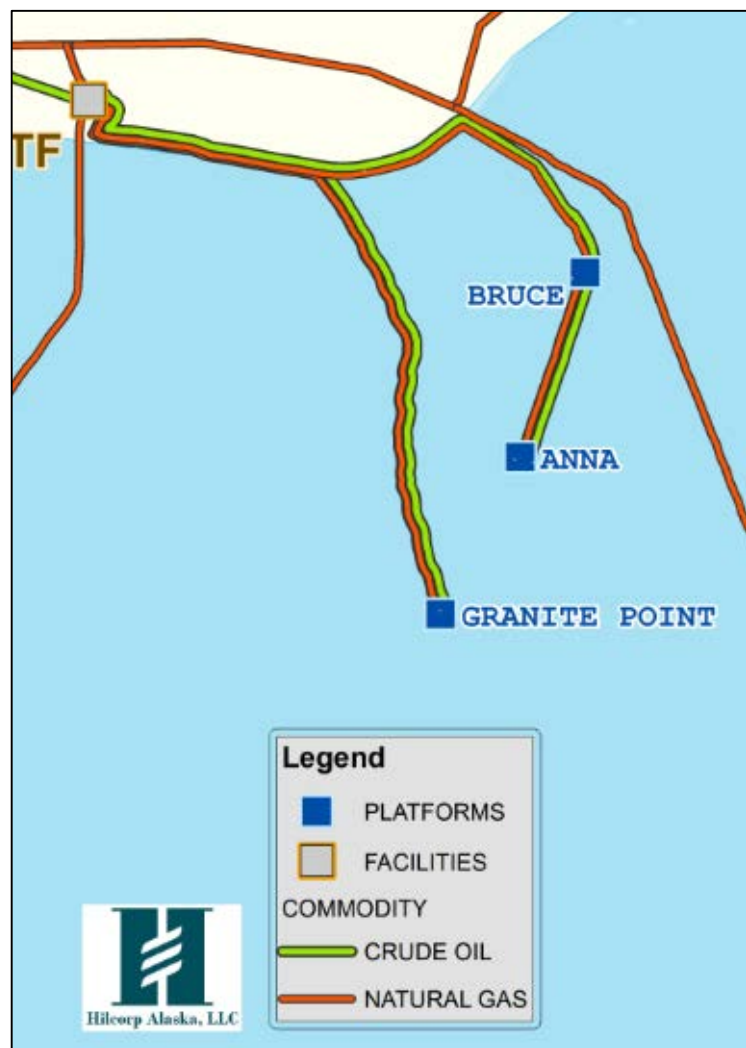 TF
BRUCE
ANNA
GRANITE POINT
Legend
PLATFORMS
FACILITIES
COMMODITY
CRUDE OIL
NATURAL GAS
H
Hilcorp Alaska, LLC